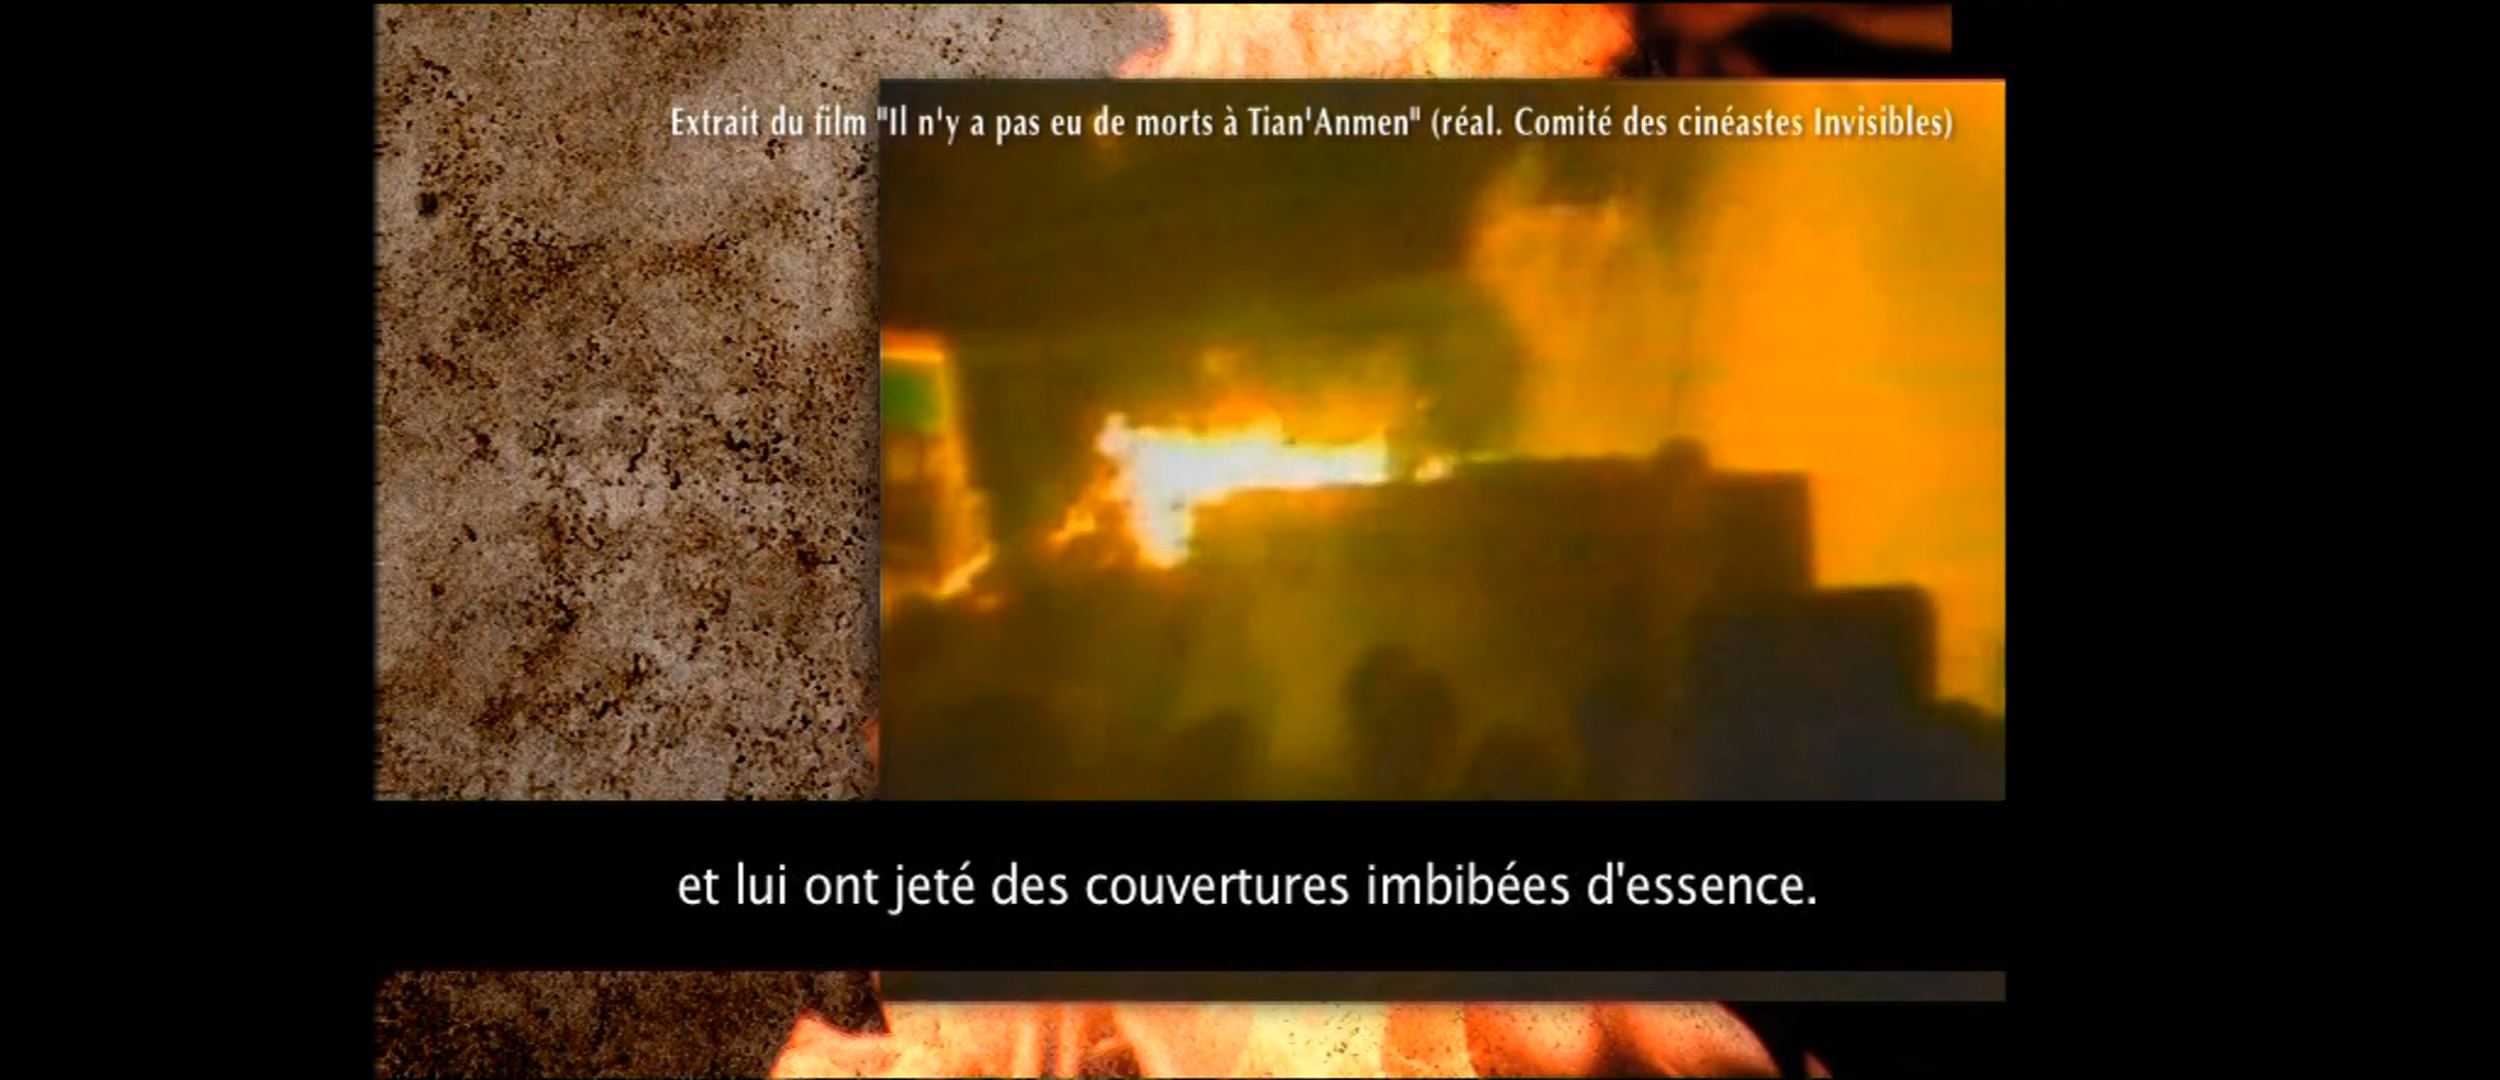 Extrait du film "Il n'y a pas eu de morts à Tian'Anmen" (réal. Comité des cinéastes Invisibles)
et lui ont jeté des couvertures imbibées d'essence.